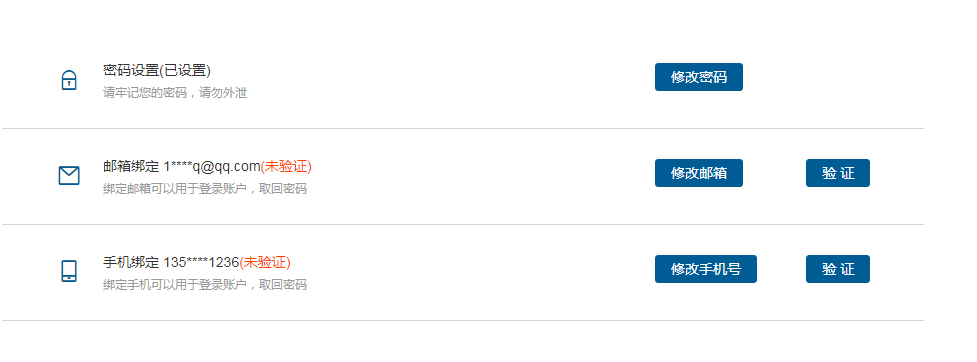 密码设置(已设置)
修改密码
请牢记您的密码，请勿外泄
邮箱绑定 1****q@qq.com(未验证)
修改邮箱
验 证
绑定邮箱可以用于登录账户，取回密码
手机绑定 135****1236(未验证)
修改手机号
验 证
绑定手机可以用于登录账户，取回密码